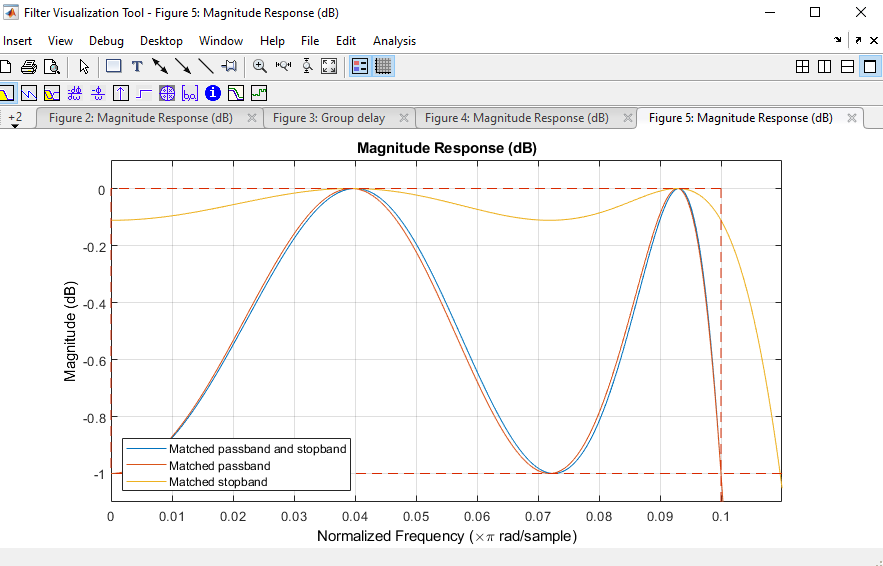 Filter Visualization Tool - Figure 5: Magnitude Response (dB)
Insert View Debug Desktop Window Help File Edit Analysis
+2 Figure 2: Magnitude Response (dB) Figure 3: Group delay Figure 4: Magnitude Response (dB) Figure 5: Magnitude Response (dB)
Magnitude Response (dB)
0
-0.2
-0.4
-0.6
-0.8
-1
Magnitude (dB)
Matched passband and stopband
Matched passband
Matched stopband
0 0.01 0.02 0.03 0.04 0.05 0.06 0.07 0.08 0.09 0.1
Normalized Frequency (×π rad/sample)